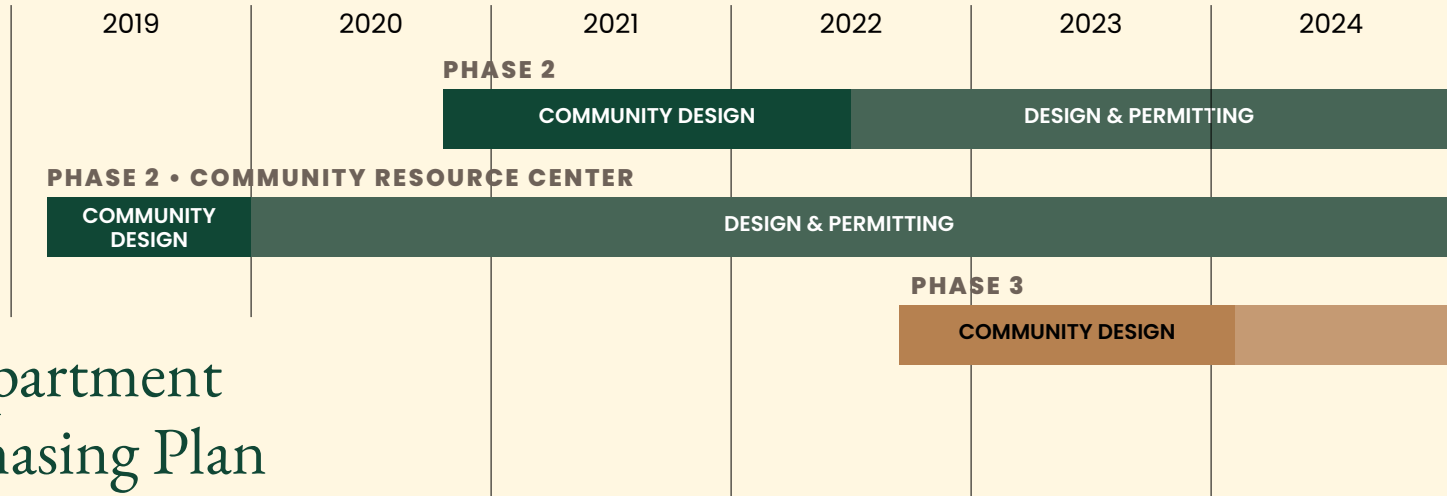 2019 2020 2021 2022 2023 2024
PHASE 2
COMMUNITY DESIGN DESIGN & PERMITTING
PHASE 2 • COMMUNITY RESOURCE CENTER
COMMUNITY
DESIGN
DESIGN & PERMITTING
PHASE 3
COMMUNITY DESIGN
partment
hasing Plan